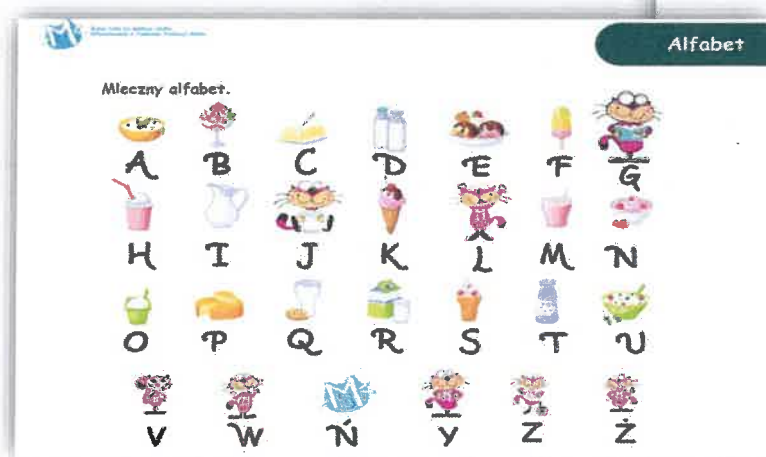 Alfabet
Mleczny alfabet.
A B C D E F G
H I J K L M N
O P Q R S T U
V W Ń Y Z Ż